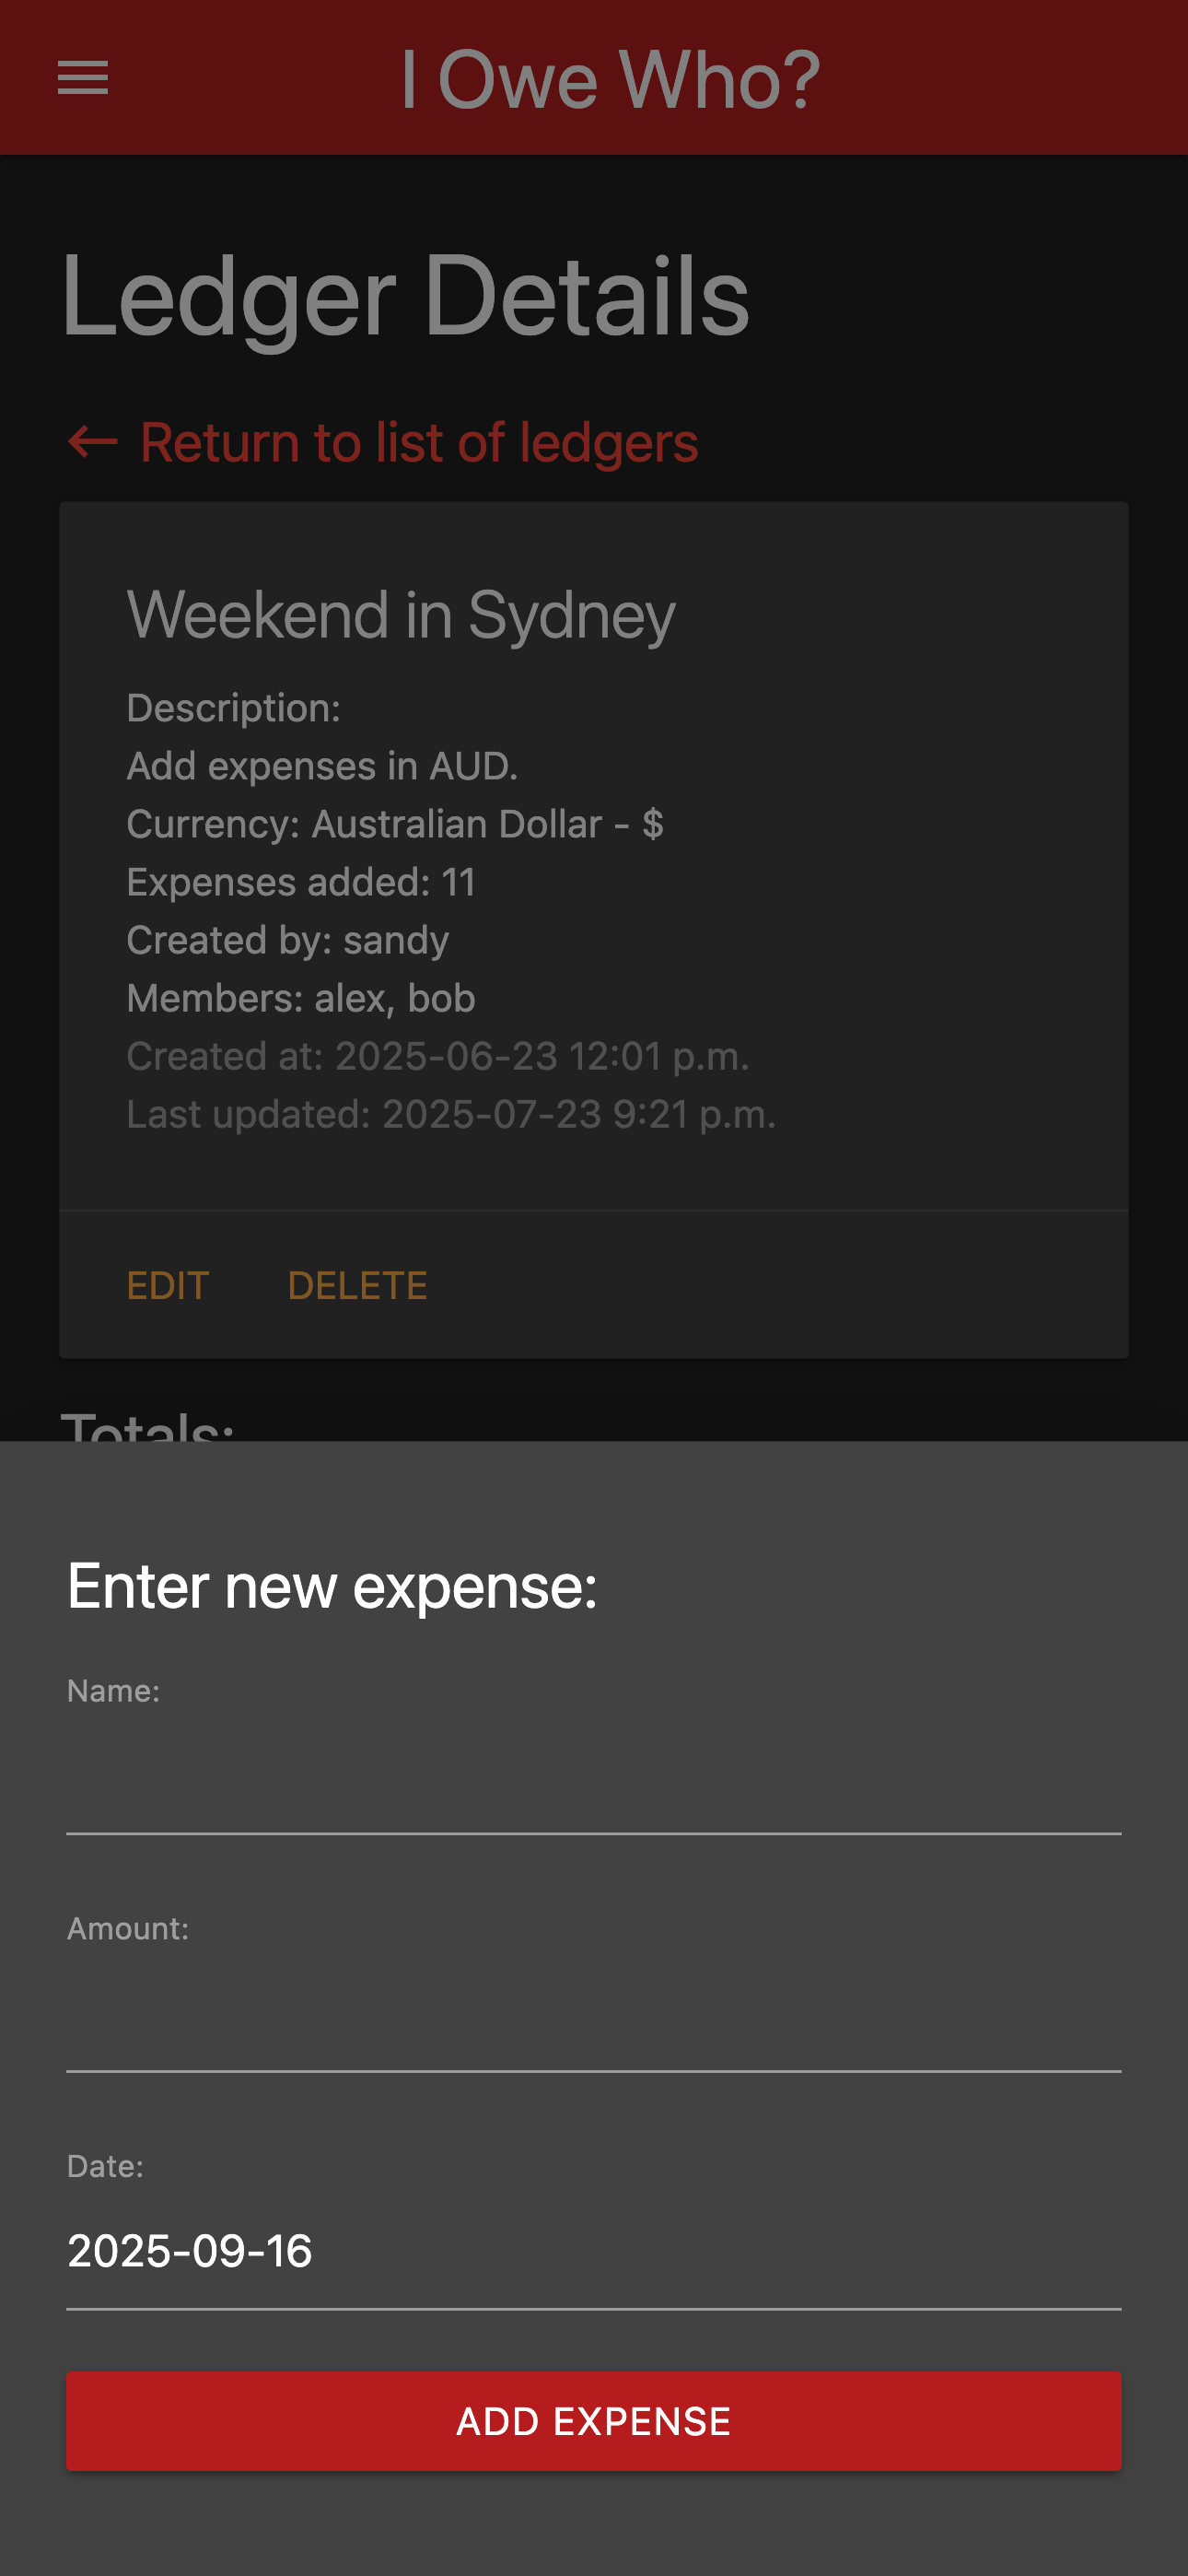 I Owe Who?
Ledger Details
← Return to list of ledgers
Weekend in Sydney
Description:
Add expenses in AUD.
Currency: Australian Dollar - $
Expenses added: 11
Created by: sandy
Members: alex, bob
Created at: 2025-06-23 12:01 p.m.
Last updated: 2025-07-23 9:21 p.m.
EDIT DELETE
Totals:
Enter new expense:
Name:
Amount:
Date:
2025-09-16
ADD EXPENSE